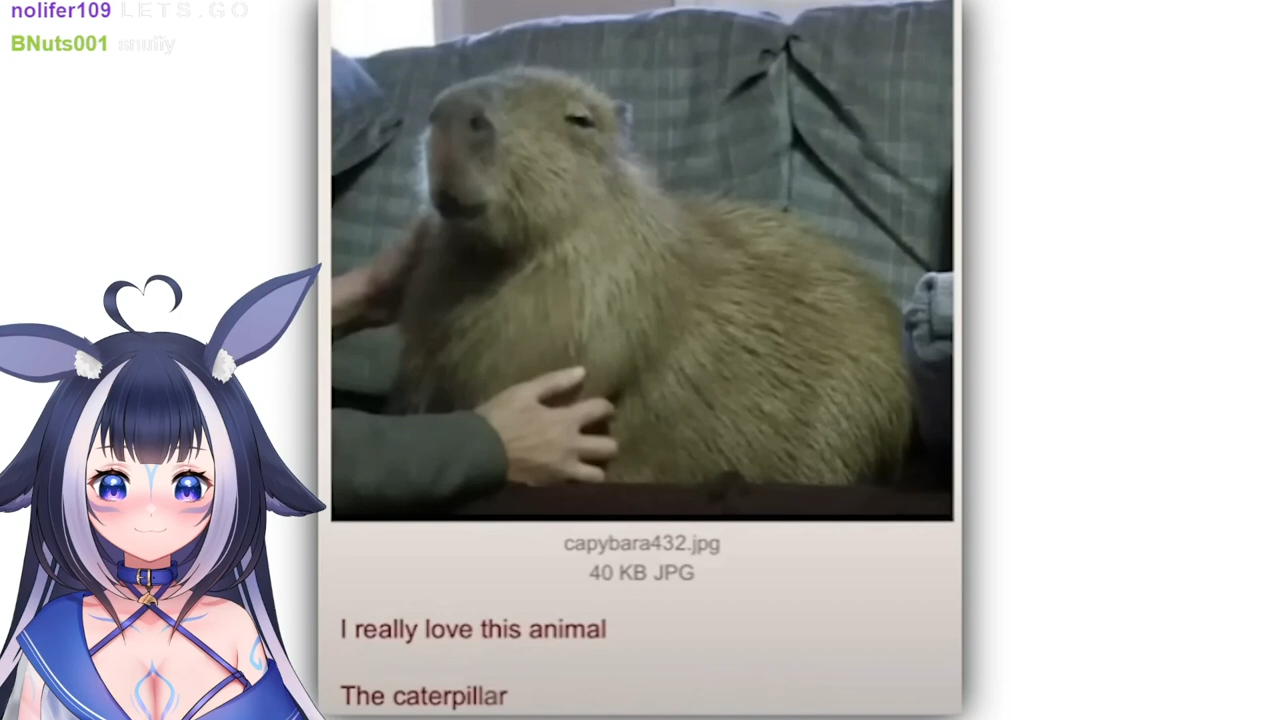 nolifer109 LETS.GO
BNuts001 snuffy
capybara432.jpg
40 KB JPG
I really love this animal
The caterpillar